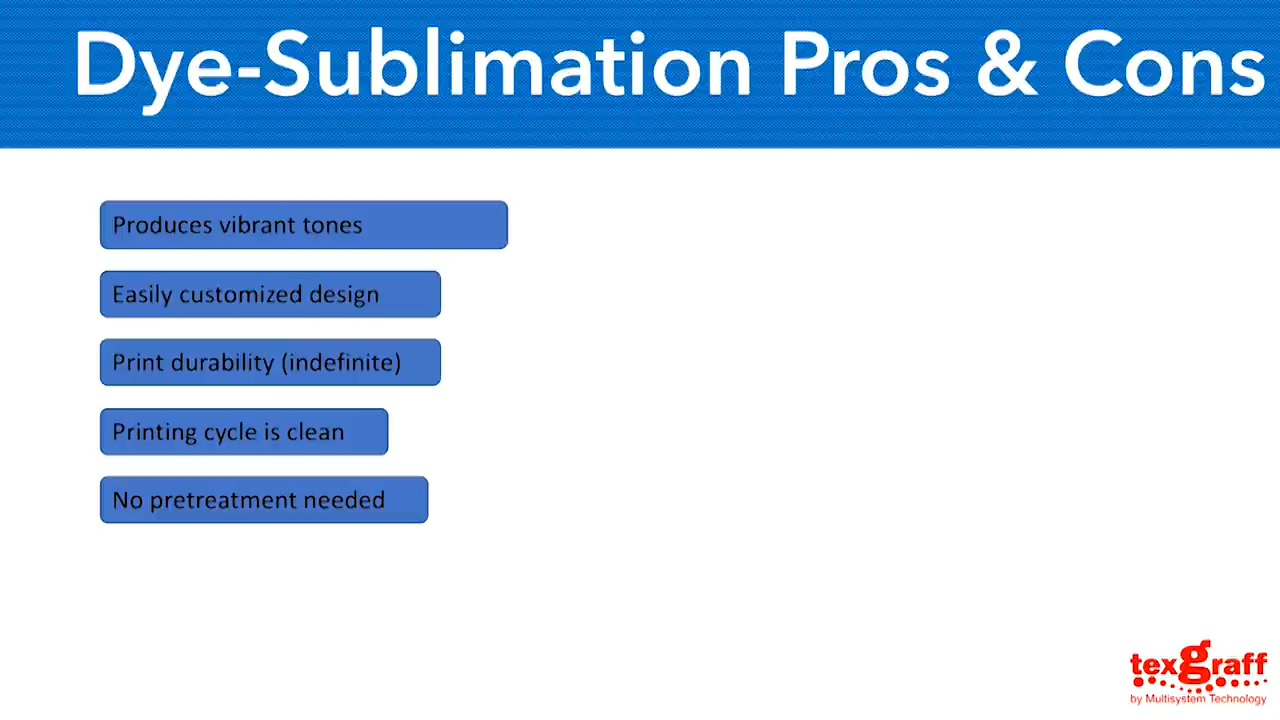 Dye-Sublimation Pros & Cons
Produces vibrant tones
Easily customized design
Print durability (indefinite)
Printing cycle is clean
No pretreatment needed
texgraff
by Multisystem Technology